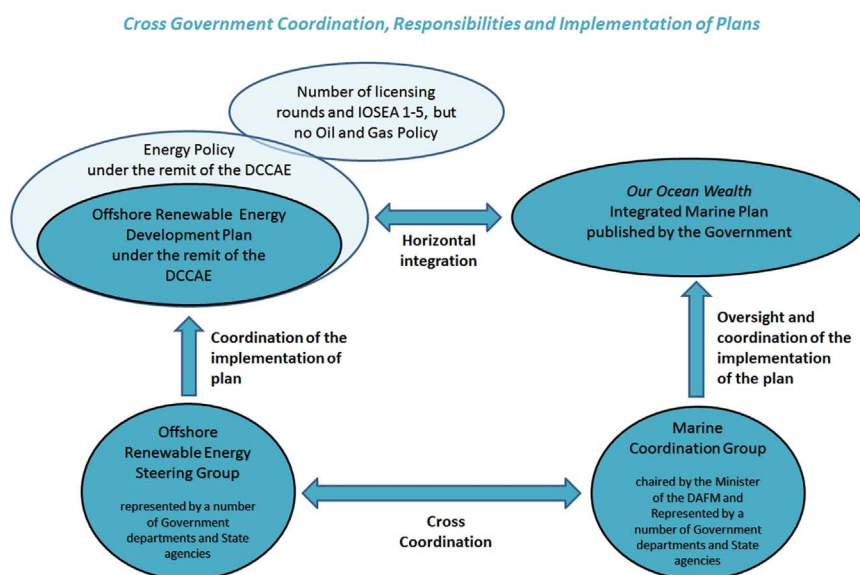 Cross Government Coordination, Responsibilities and Implementation of Plans
Number of licensing
rounds and IOSEA 1-5, but
no Oil and Gas Policy
Energy Policy
under the remit of the DCCAE
Offshore Renewable Energy
Development Plan
under the remit of the
DCCAE
Horizontal
integration
Our Ocean Wealth
Integrated Marine Plan
published by the Government
Coordination of the
implementation of
plan
Oversight and
coordination of the
implementation
of the plan
Offshore
Renewable Energy
Steering Group
represented by a number
of Government
departments and State
agencies
Cross
Coordination
Marine
Coordination Group
chaired by the Minister
of the DAFM and
Represented by a
number of Government
departments and State
agencies